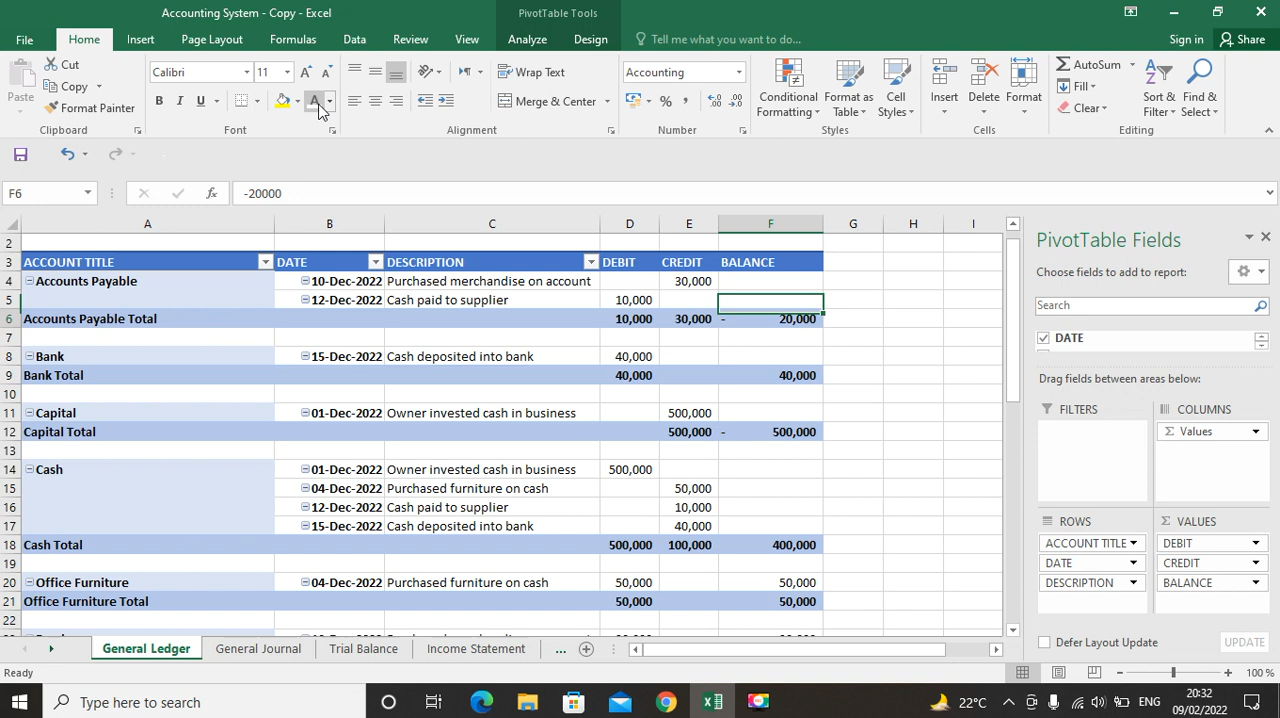 Accounting System - Copy - Excel
PivotTable Tools
File
Home
Insert
Page Layout
Formulas
Data
Review
View
Analyze
Design
Tell me what you want to do...
Sign in
Share
Paste
Cut
Copy
Format Painter
Clipboard
Calibri
11
A
B I U
A
Font
Wrap Text
Merge & Center
Alignment
Accounting
%
Number
Conditional Formatting
Format as Table
Cell Styles
Styles
Insert
Delete
Format
Cells
AutoSum
Fill
Clear
Sort & Filter
Find & Select
Editing
F6
fx
-20000
A B C D E F G H I
2
3 ACCOUNT TITLE DATE DESCRIPTION DEBIT CREDIT BALANCE
4 Accounts Payable 10-Dec-2022 Purchased merchandise on account 30,000
5 12-Dec-2022 Cash paid to supplier 10,000
6 Accounts Payable Total 10,000 30,000 - 20,000
7
8 Bank 15-Dec-2022 Cash deposited into bank 40,000
9 Bank Total 40,000 40,000
10
11 Capital 01-Dec-2022 Owner invested cash in business 500,000
12 Capital Total 500,000 - 500,000
13
14 Cash 01-Dec-2022 Owner invested cash in business 500,000
15 04-Dec-2022 Purchased furniture on cash 50,000
16 12-Dec-2022 Cash paid to supplier 10,000
17 15-Dec-2022 Cash deposited into bank 40,000
18 Cash Total 500,000 100,000 400,000
19
20 Office Furniture 04-Dec-2022 Purchased furniture on cash 50,000 50,000
21 Office Furniture Total 50,000 50,000
22
PivotTable Fields
Choose fields to add to report:
Search
DATE
Drag fields between areas below:
FILTERS
COLUMNS
Σ Values
ROWS
ACCOUNT TITLE
DATE
DESCRIPTION
Σ VALUES
DEBIT
CREDIT
BALANCE
Defer Layout Update
UPDATE
General Ledger
General Journal
Trial Balance
Income Statement
...
Ready
100 %
Type here to search
22°C
ENG
20:32
09/02/2022